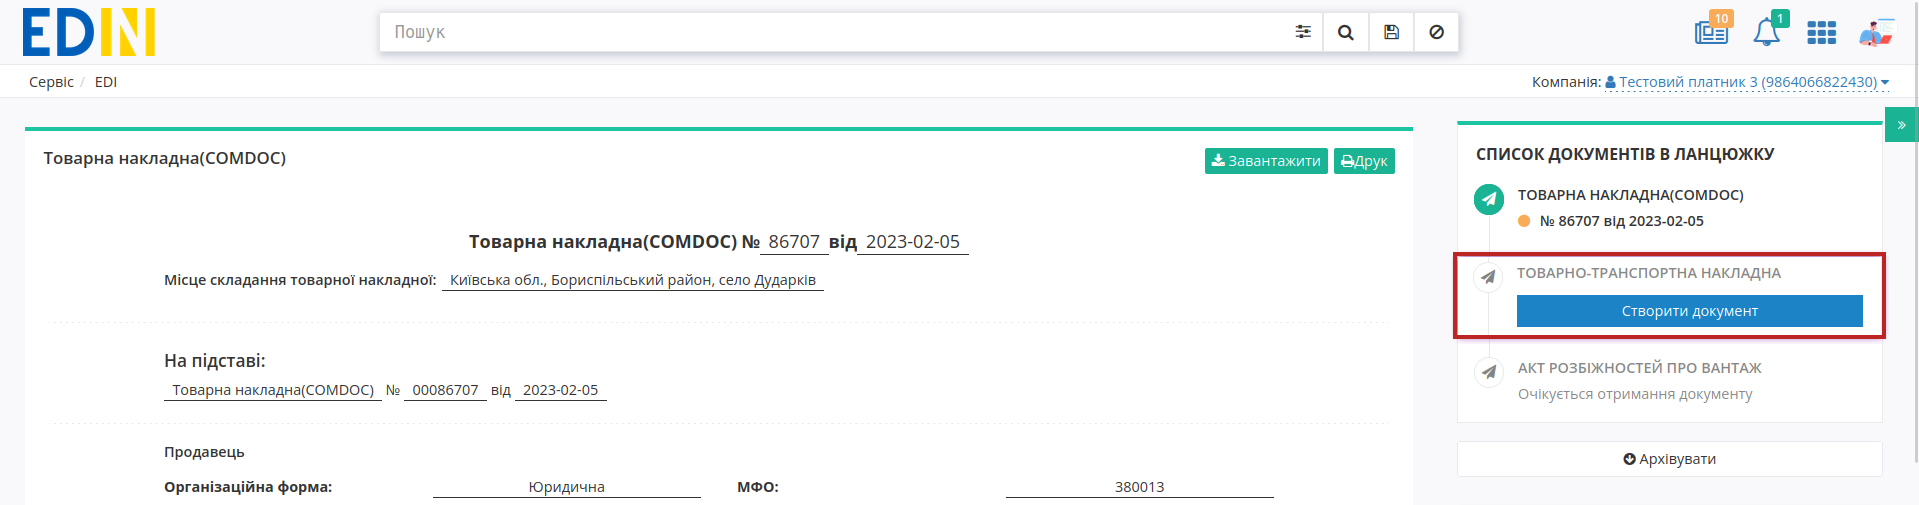 EDIN
Пошук
10
1
Сервіс / EDI
Компанія: Тестовий платник 3 (9864066822430)
»
Товарна накладна(COMDOC)
Завантажити
Друк
Товарна накладна(COMDOC) № 86707 від 2023-02-05
Місце складання товарної накладної: Київська обл., Бориспільський район, село Дударків
На підставі:
Товарна накладна(COMDOC) № 00086707 від 2023-02-05
Продавець
Організаційна форма: Юридична МФО: 380013
СПИСОК ДОКУМЕНТІВ В ЛАНЦЮЖКУ
ТОВАРНА НАКЛАДНА(COMDOC)
№ 86707 від 2023-02-05
ТОВАРНО-ТРАНСПОРТНА НАКЛАДНА
Створити документ
АКТ РОЗБІЖНОСТЕЙ ПРО ВАНТАЖ
Очікується отримання документу
Архівувати